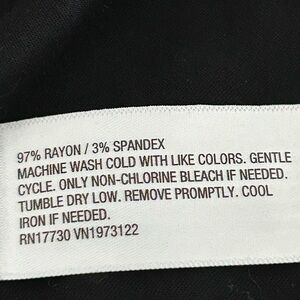 97% RAYON / 3% SPANDEX
MACHINE WASH COLD WITH LIKE COLORS. GENTLE
CYCLE. ONLY NON-CHLORINE BLEACH IF NEEDED.
TUMBLE DRY LOW. REMOVE PROMPTLY. COOL
IRON IF NEEDED.
RN17730 VN1973122